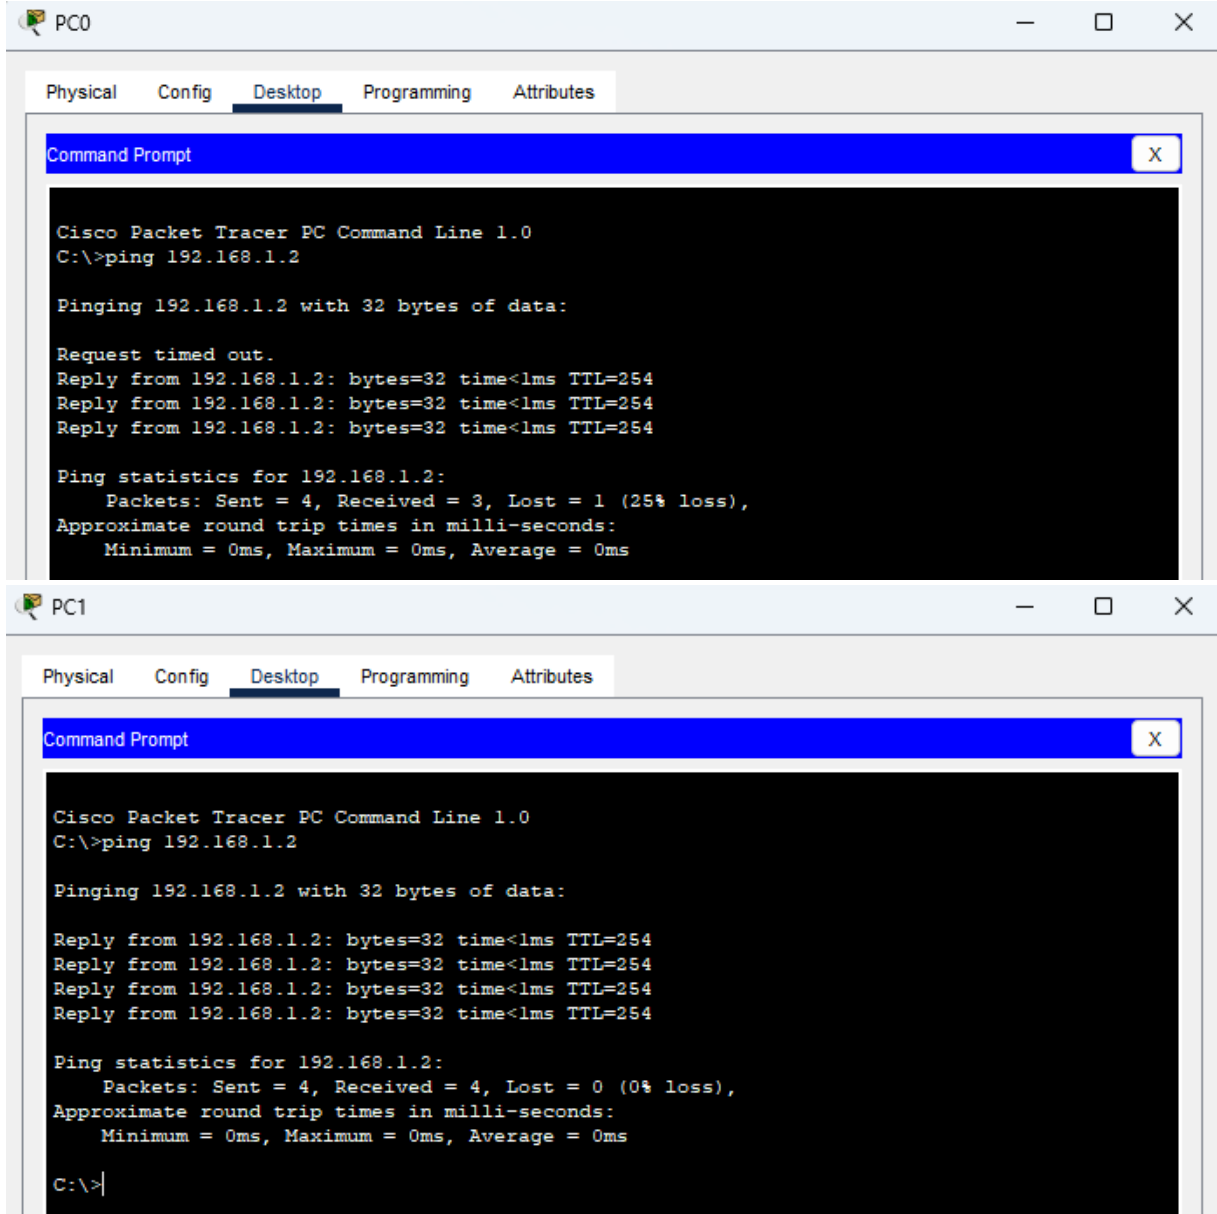 PC0
Physical Config Desktop Programming Attributes
Command Prompt X
Cisco Packet Tracer PC Command Line 1.0
C:\>ping 192.168.1.2
Pinging 192.168.1.2 with 32 bytes of data:
Request timed out.
Reply from 192.168.1.2: bytes=32 time<1ms TTL=254
Reply from 192.168.1.2: bytes=32 time<1ms TTL=254
Reply from 192.168.1.2: bytes=32 time<1ms TTL=254
Ping statistics for 192.168.1.2:
Packets: Sent = 4, Received = 3, Lost = 1 (25% loss),
Approximate round trip times in milli-seconds:
Minimum = 0ms, Maximum = 0ms, Average = 0ms
PC1
Physical Config Desktop Programming Attributes
Command Prompt X
Cisco Packet Tracer PC Command Line 1.0
C:\>ping 192.168.1.2
Pinging 192.168.1.2 with 32 bytes of data:
Reply from 192.168.1.2: bytes=32 time<1ms TTL=254
Reply from 192.168.1.2: bytes=32 time<1ms TTL=254
Reply from 192.168.1.2: bytes=32 time<1ms TTL=254
Reply from 192.168.1.2: bytes=32 time<1ms TTL=254
Ping statistics for 192.168.1.2:
Packets: Sent = 4, Received = 4, Lost = 0 (0% loss),
Approximate round trip times in milli-seconds:
Minimum = 0ms, Maximum = 0ms, Average = 0ms
C:\>